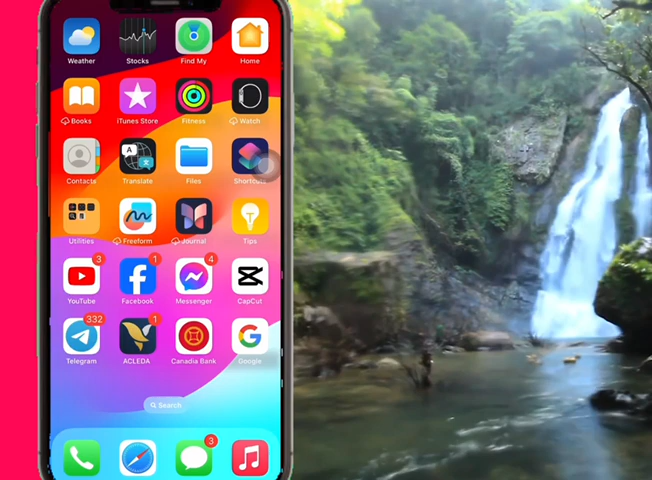 Weather Stocks Find My Home
Books iTunes Store Fitness Watch
Contacts Translate Files Shortcuts
Utilities Freeform Journal Tips
3 1 4
YouTube Facebook Messenger CapCut
332 1
Telegram ACLEDA Canadia Bank Google
Search
3